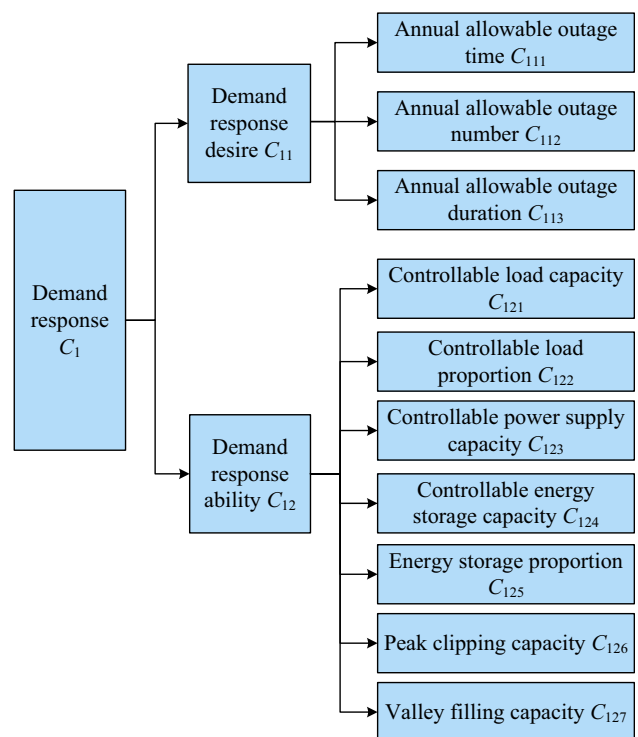 Demand
response
C₁
Demand
response
desire C₁₁
Annual allowable outage
time C₁₁₁
Annual allowable outage
number C₁₁₂
Annual allowable outage
duration C₁₁₃
Demand
response
ability C₁₂
Controllable load capacity
C₁₂₁
Controllable load
proportion C₁₂₂
Controllable power supply
capacity C₁₂₃
Controllable energy
storage capacity C₁₂₄
Energy storage proportion
C₁₂₅
Peak clipping capacity C₁₂₆
Valley filling capacity C₁₂₇